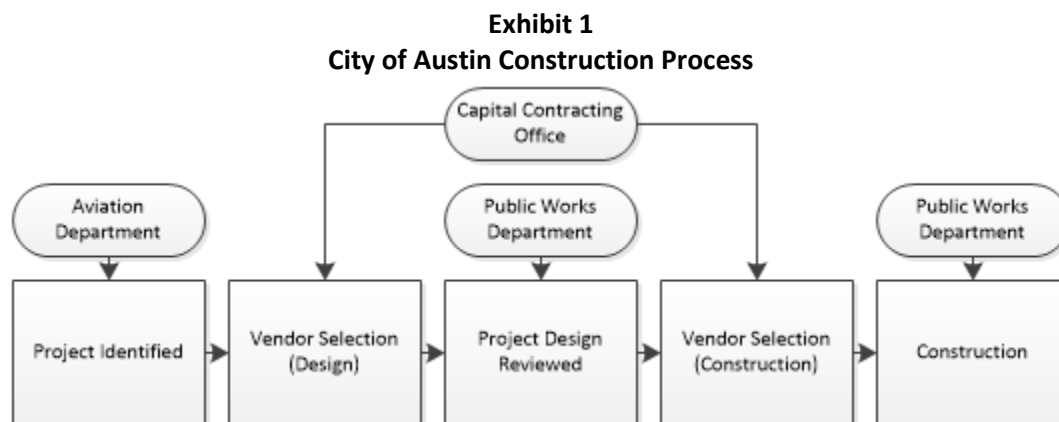 Exhibit 1
City of Austin Construction Process
Capital Contracting
Office
Aviation
Department
Public Works
Department
Public Works
Department
Project Identified
Vendor Selection
(Design)
Project Design
Reviewed
Vendor Selection
(Construction)
Construction